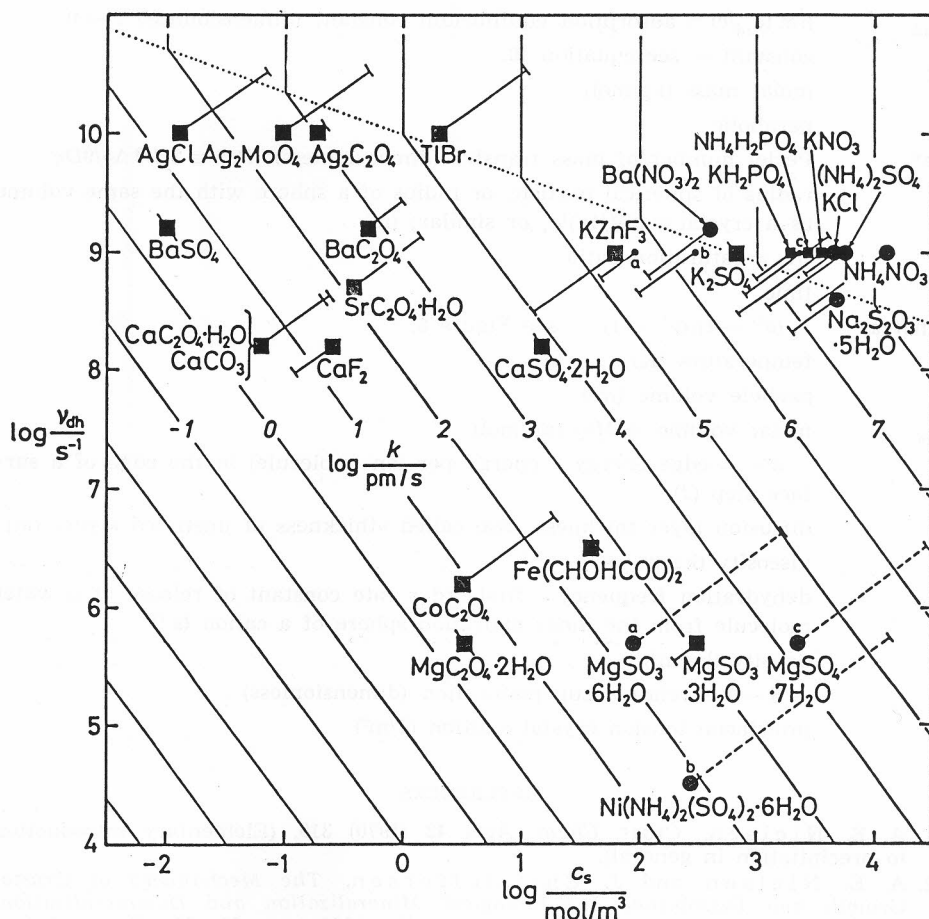 10
9
8
7
6
5
4
log ν_dh / s⁻¹
NH₄H₂PO₄ KNO₃
Ba(NO₃)₂ KH₂PO₄ (NH₄)₂SO₄
KCl
AgCl Ag₂MoO₄ Ag₂C₂O₄ TlBr
BaSO₄ BaC₂O₄ KZnF₃ a b c
K₂SO₄ NH₄NO₃
SrC₂O₄·H₂O
Na₂S₂O₃
·5H₂O
CaC₂O₄·H₂O
CaCO₃
CaF₂ CaSO₄·2H₂O
-1 0 1 2 3 4 5 6 7
log k / pm/s
Fe(CHOHCOO)₂
CoC₂O₄
a
MgC₂O₄·2H₂O MgSO₃ MgSO₃ MgSO₄
·6H₂O ·3H₂O ·7H₂O
b
Ni(NH₄)₂(SO₄)₂·6H₂O
-2 -1 0 1 2 3 4
log c_s / mol/m³